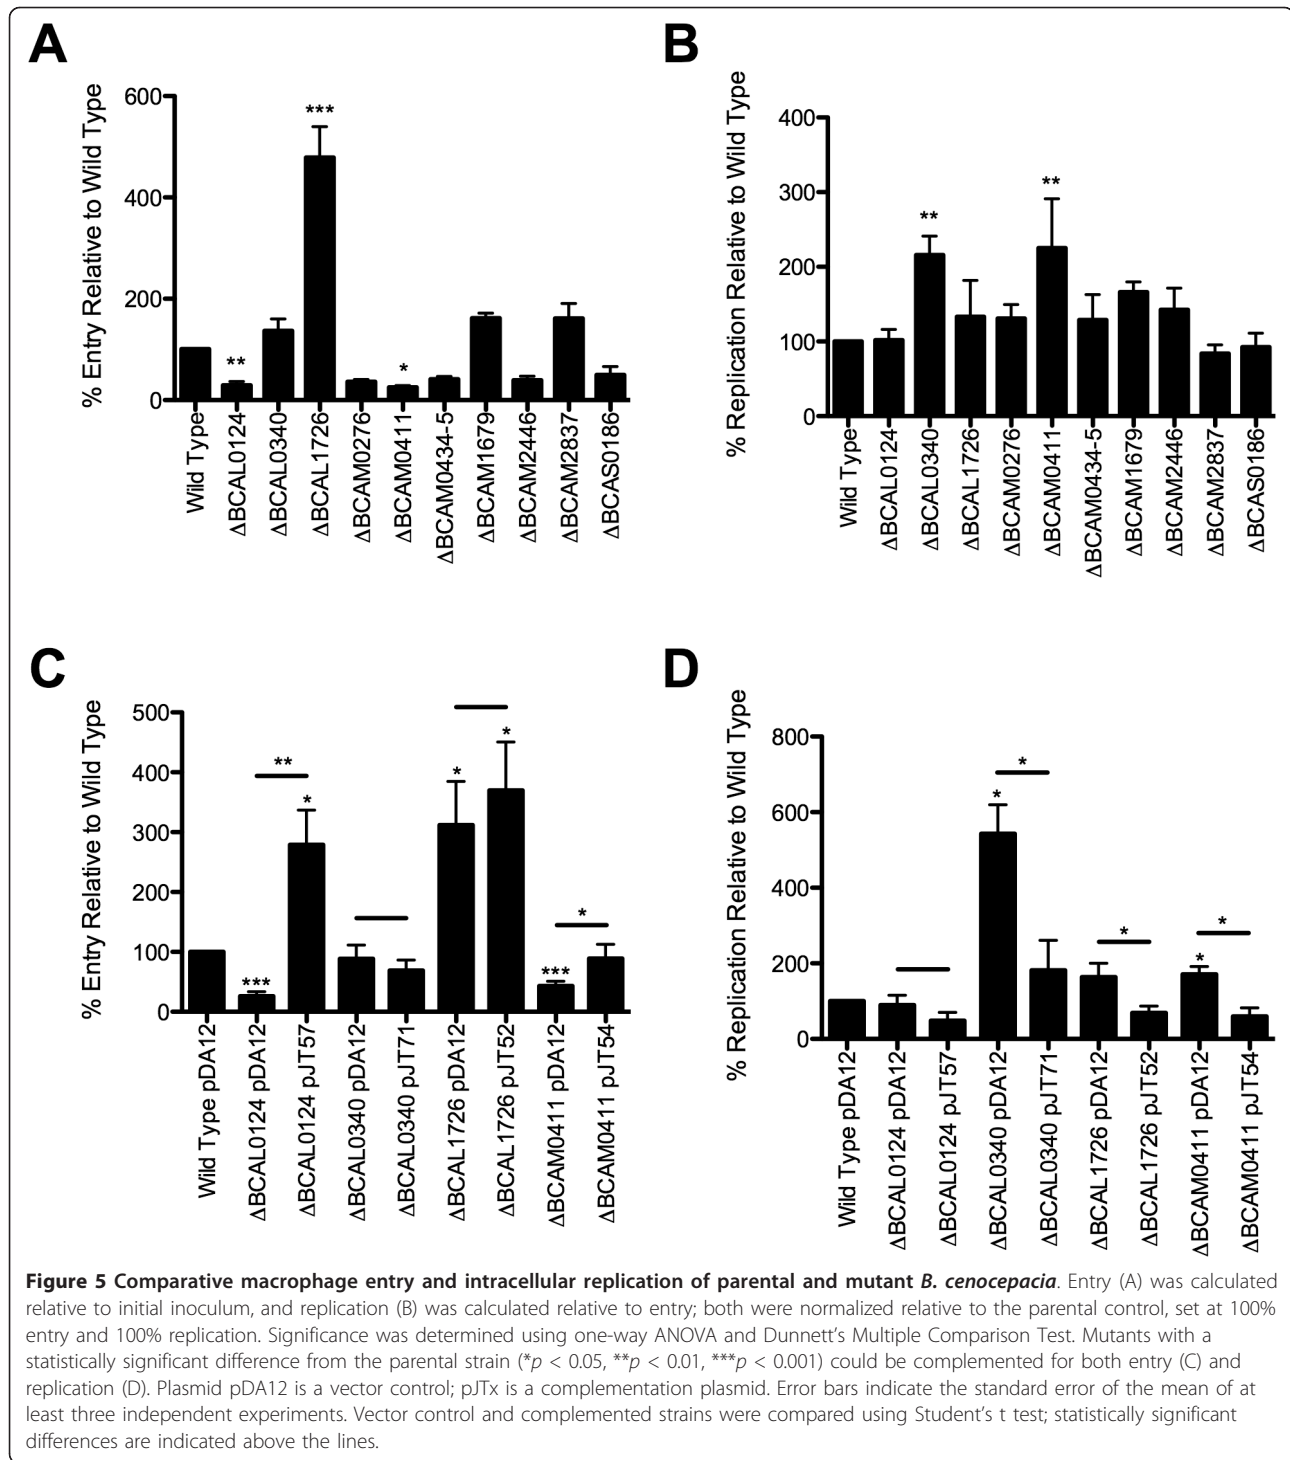 A
% Entry Relative to Wild Type
600
400
200
0
***
**
*
Wild Type
ΔBCAL0124
ΔBCAL0340
ΔBCAL1726
ΔBCAM0276
ΔBCAM0411
ΔBCAM0434-5
ΔBCAM1679
ΔBCAM2446
ΔBCAM2837
ΔBCAS0186
B
% Replication Relative to Wild Type
400
300
200
100
0
**
**
Wild Type
ΔBCAL0124
ΔBCAL0340
ΔBCAL1726
ΔBCAM0276
ΔBCAM0411
ΔBCAM0434-5
ΔBCAM1679
ΔBCAM2446
ΔBCAM2837
ΔBCAS0186
C
% Entry Relative to Wild Type
500
400
300
200
100
0
***
**
*
*
*
***
*
Wild Type pDA12
ΔBCAL0124 pDA12
ΔBCAL0124 pJT57
ΔBCAL0340 pDA12
ΔBCAL0340 pJT71
ΔBCAL1726 pDA12
ΔBCAL1726 pJT52
ΔBCAM0411 pDA12
ΔBCAM0411 pJT54
D
% Replication Relative to Wild Type
800
600
400
200
0
*
*
*
*
*
Wild Type pDA12
ΔBCAL0124 pDA12
ΔBCAL0124 pJT57
ΔBCAL0340 pDA12
ΔBCAL0340 pJT71
ΔBCAL1726 pDA12
ΔBCAL1726 pJT52
ΔBCAM0411 pDA12
ΔBCAM0411 pJT54
Figure 5 Comparative macrophage entry and intracellular replication of parental and mutant B. cenocepacia. Entry (A) was calculated
relative to initial inoculum, and replication (B) was calculated relative to entry; both were normalized relative to the parental control, set at 100%
entry and 100% replication. Significance was determined using one-way ANOVA and Dunnett's Multiple Comparison Test. Mutants with a
statistically significant difference from the parental strain (*p < 0.05, **p < 0.01, ***p < 0.001) could be complemented for both entry (C) and
replication (D). Plasmid pDA12 is a vector control; pJTx is a complementation plasmid. Error bars indicate the standard error of the mean of at
least three independent experiments. Vector control and complemented strains were compared using Student's t test; statistically significant
differences are indicated above the lines.